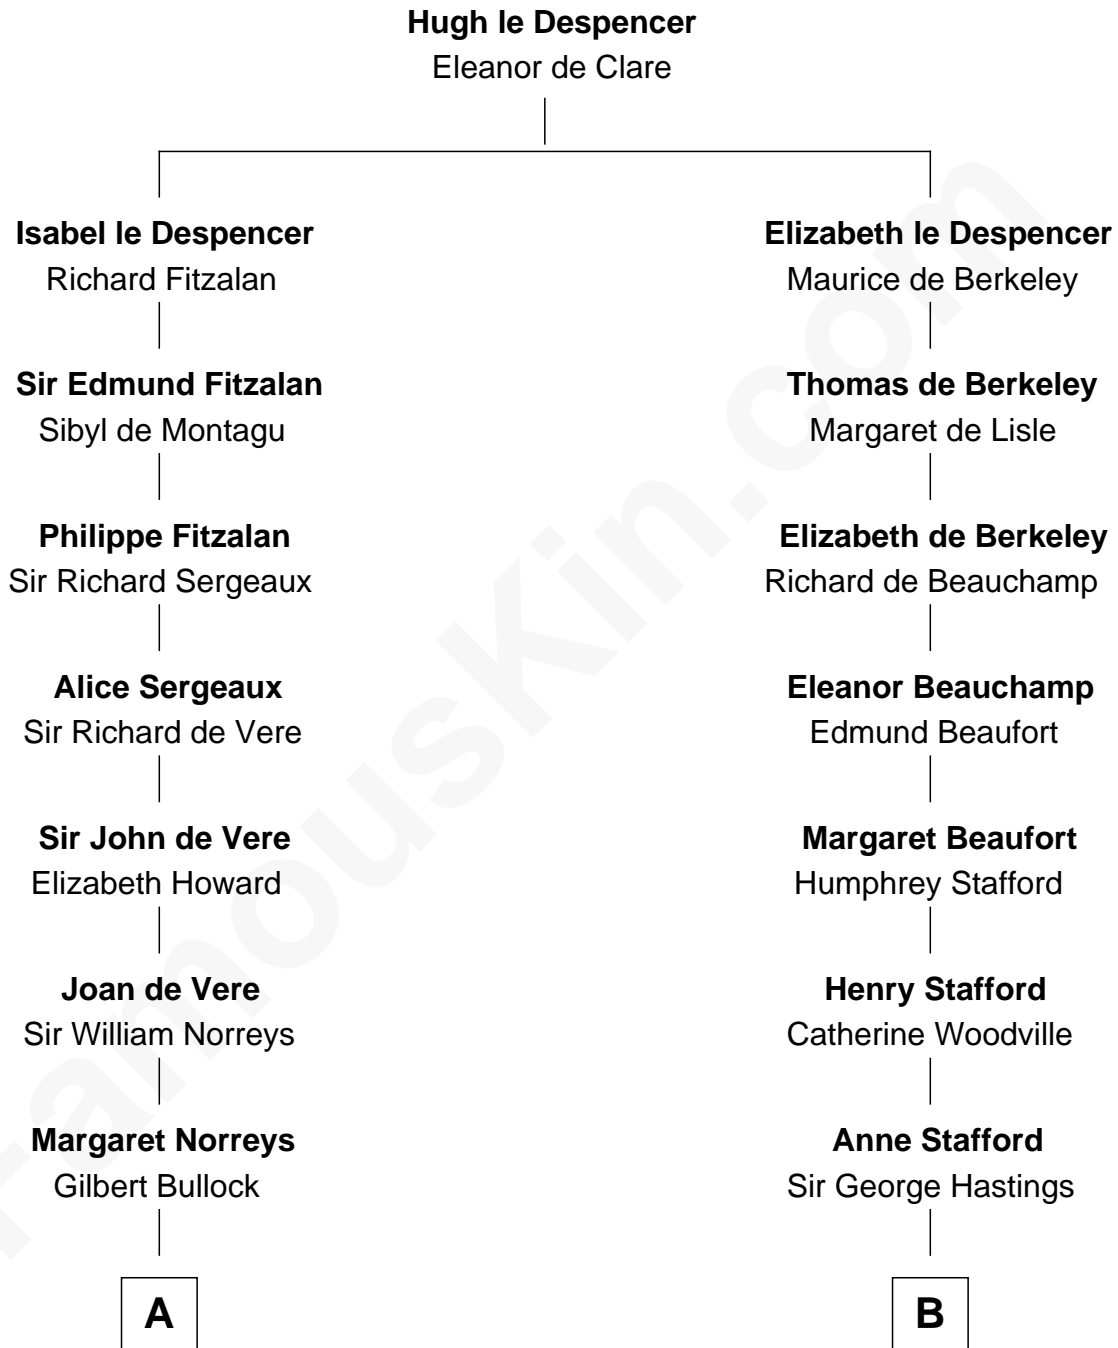 Hugh le Despencer
Eleanor de Clare
Isabel le Despencer
Richard Fitzalan
Elizabeth le Despencer
Maurice de Berkeley
Sir Edmund Fitzalan
Sibyl de Montagu
Thomas de Berkeley
Margaret de Lisle
Philippe Fitzalan
Sir Richard Sergeaux
Elizabeth de Berkeley
Richard de Beauchamp
Alice Sergeaux
Sir Richard de Vere
Eleanor Beauchamp
Edmund Beaufort
Sir John de Vere
Elizabeth Howard
Margaret Beaufort
Humphrey Stafford
Joan de Vere
Sir William Norreys
Henry Stafford
Catherine Woodville
Margaret Norreys
Gilbert Bullock
Anne Stafford
Sir George Hastings
A
B
FamousKin.com